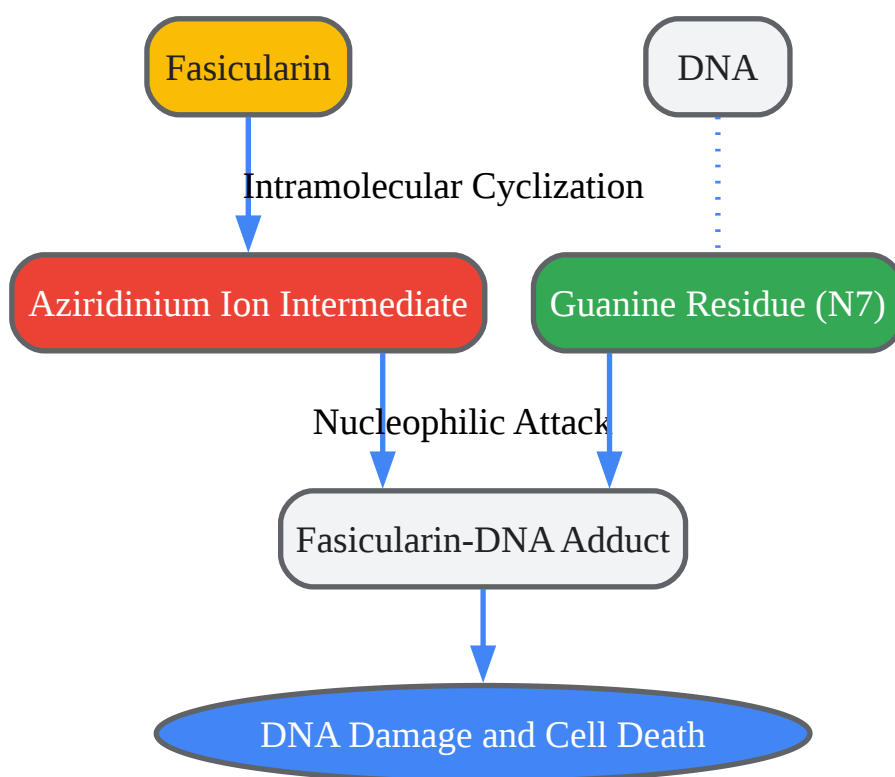 Fasicularin
DNA
Intramolecular Cyclization
Aziridinium Ion Intermediate
Guanine Residue (N7)
Nucleophilic Attack
Fasicularin-DNA Adduct
DNA Damage and Cell Death